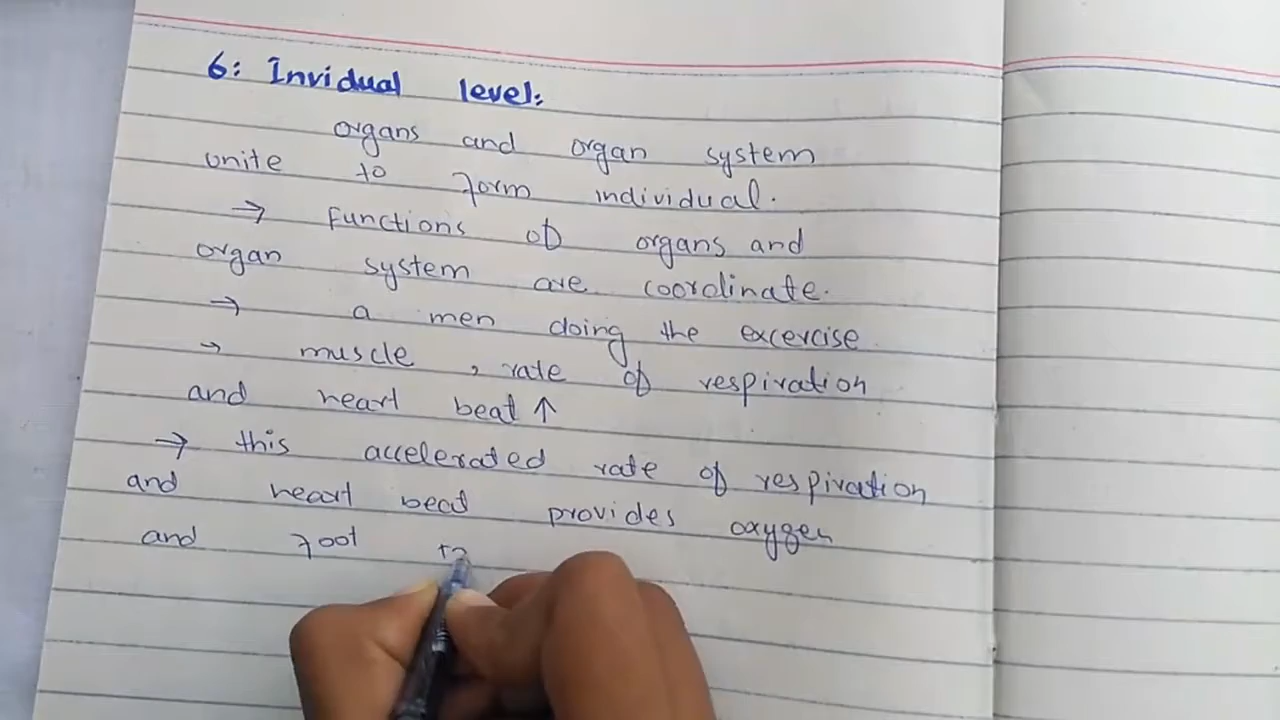 6: Invidual level:
organs and organ system
unite to form individual.
→ Functions of organs and
organ system are coordinate.
→ a men doing the excercise
→ muscle , rate of respiration
and heart beat ↑
→ this accelerated rate of respiration
and heart beat provides oxygen
and foot